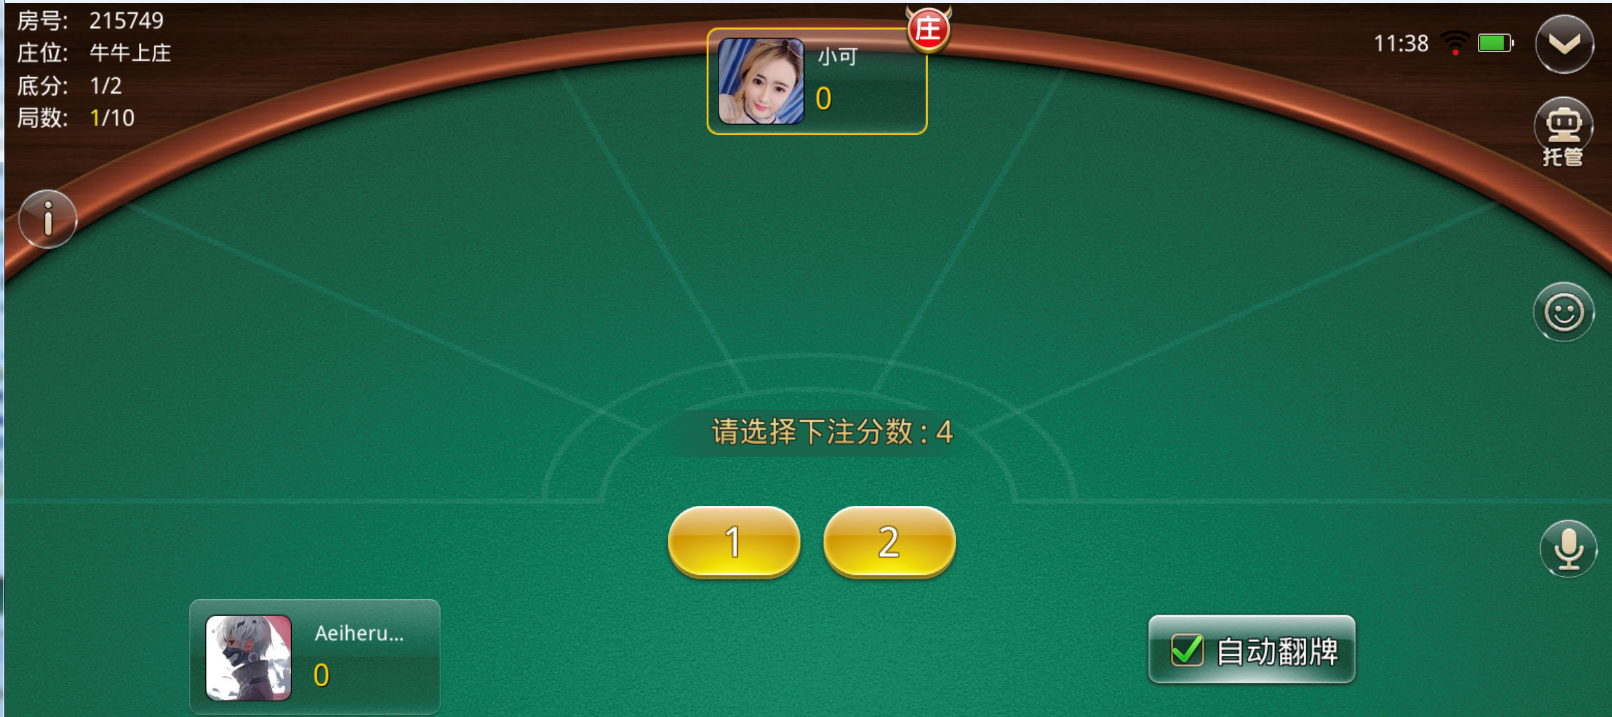 房号: 215749
庄位: 牛牛上庄
底分: 1/2
局数: 1/10
庄
小可
0
11:38
托管
请选择下注分数 : 4
1
2
Aeiheru...
0
自动翻牌